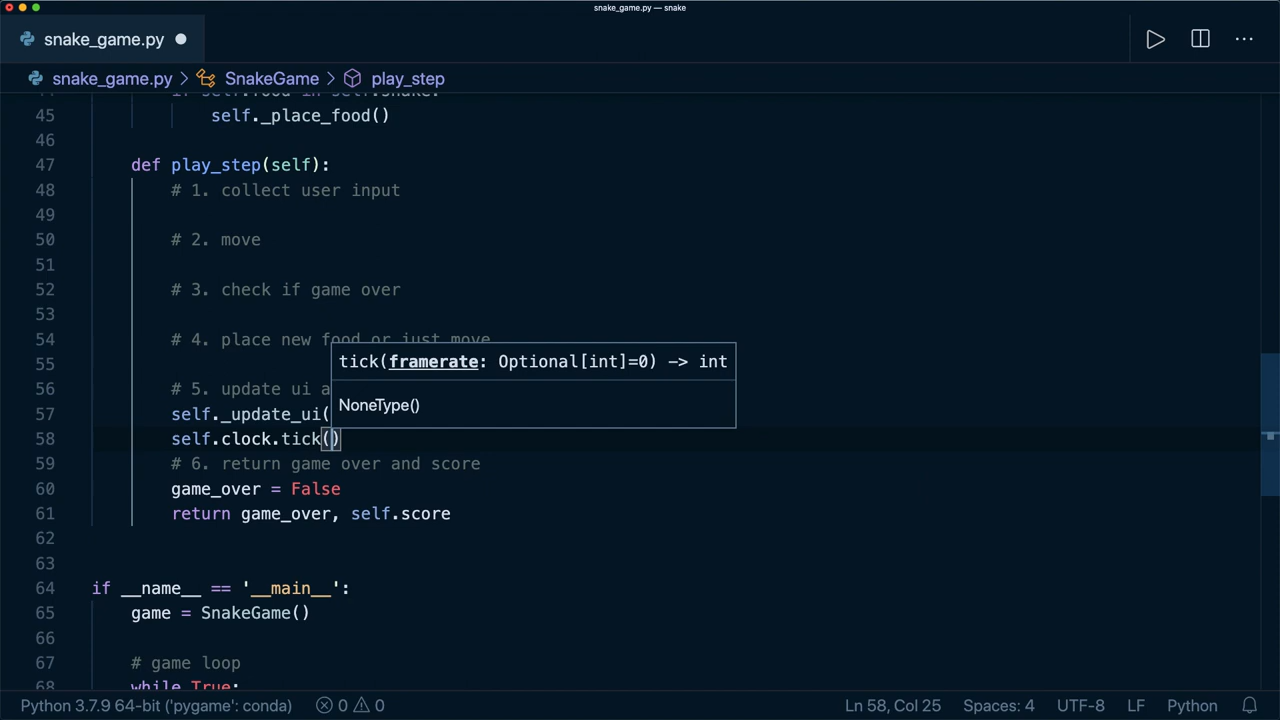 snake_game.py — snake
snake_game.py
snake_game.py > SnakeGame > play_step
45 self._place_food()
46
47 def play_step(self):
48 # 1. collect user input
49
50 # 2. move
51
52 # 3. check if game over
53
54 # 4. place new food or just move
55
tick(framerate: Optional[int]=0) -> int
56 # 5. update ui a
NoneType()
57 self._update_ui(
58 self.clock.tick()
59 # 6. return game over and score
60 game_over = False
61 return game_over, self.score
62
63
64 if __name__ == '__main__':
65 game = SnakeGame()
66
67 # game loop
68 while True:
Python 3.7.9 64-bit ('pygame': conda) 0 0 Ln 58, Col 25 Spaces: 4 UTF-8 LF Python